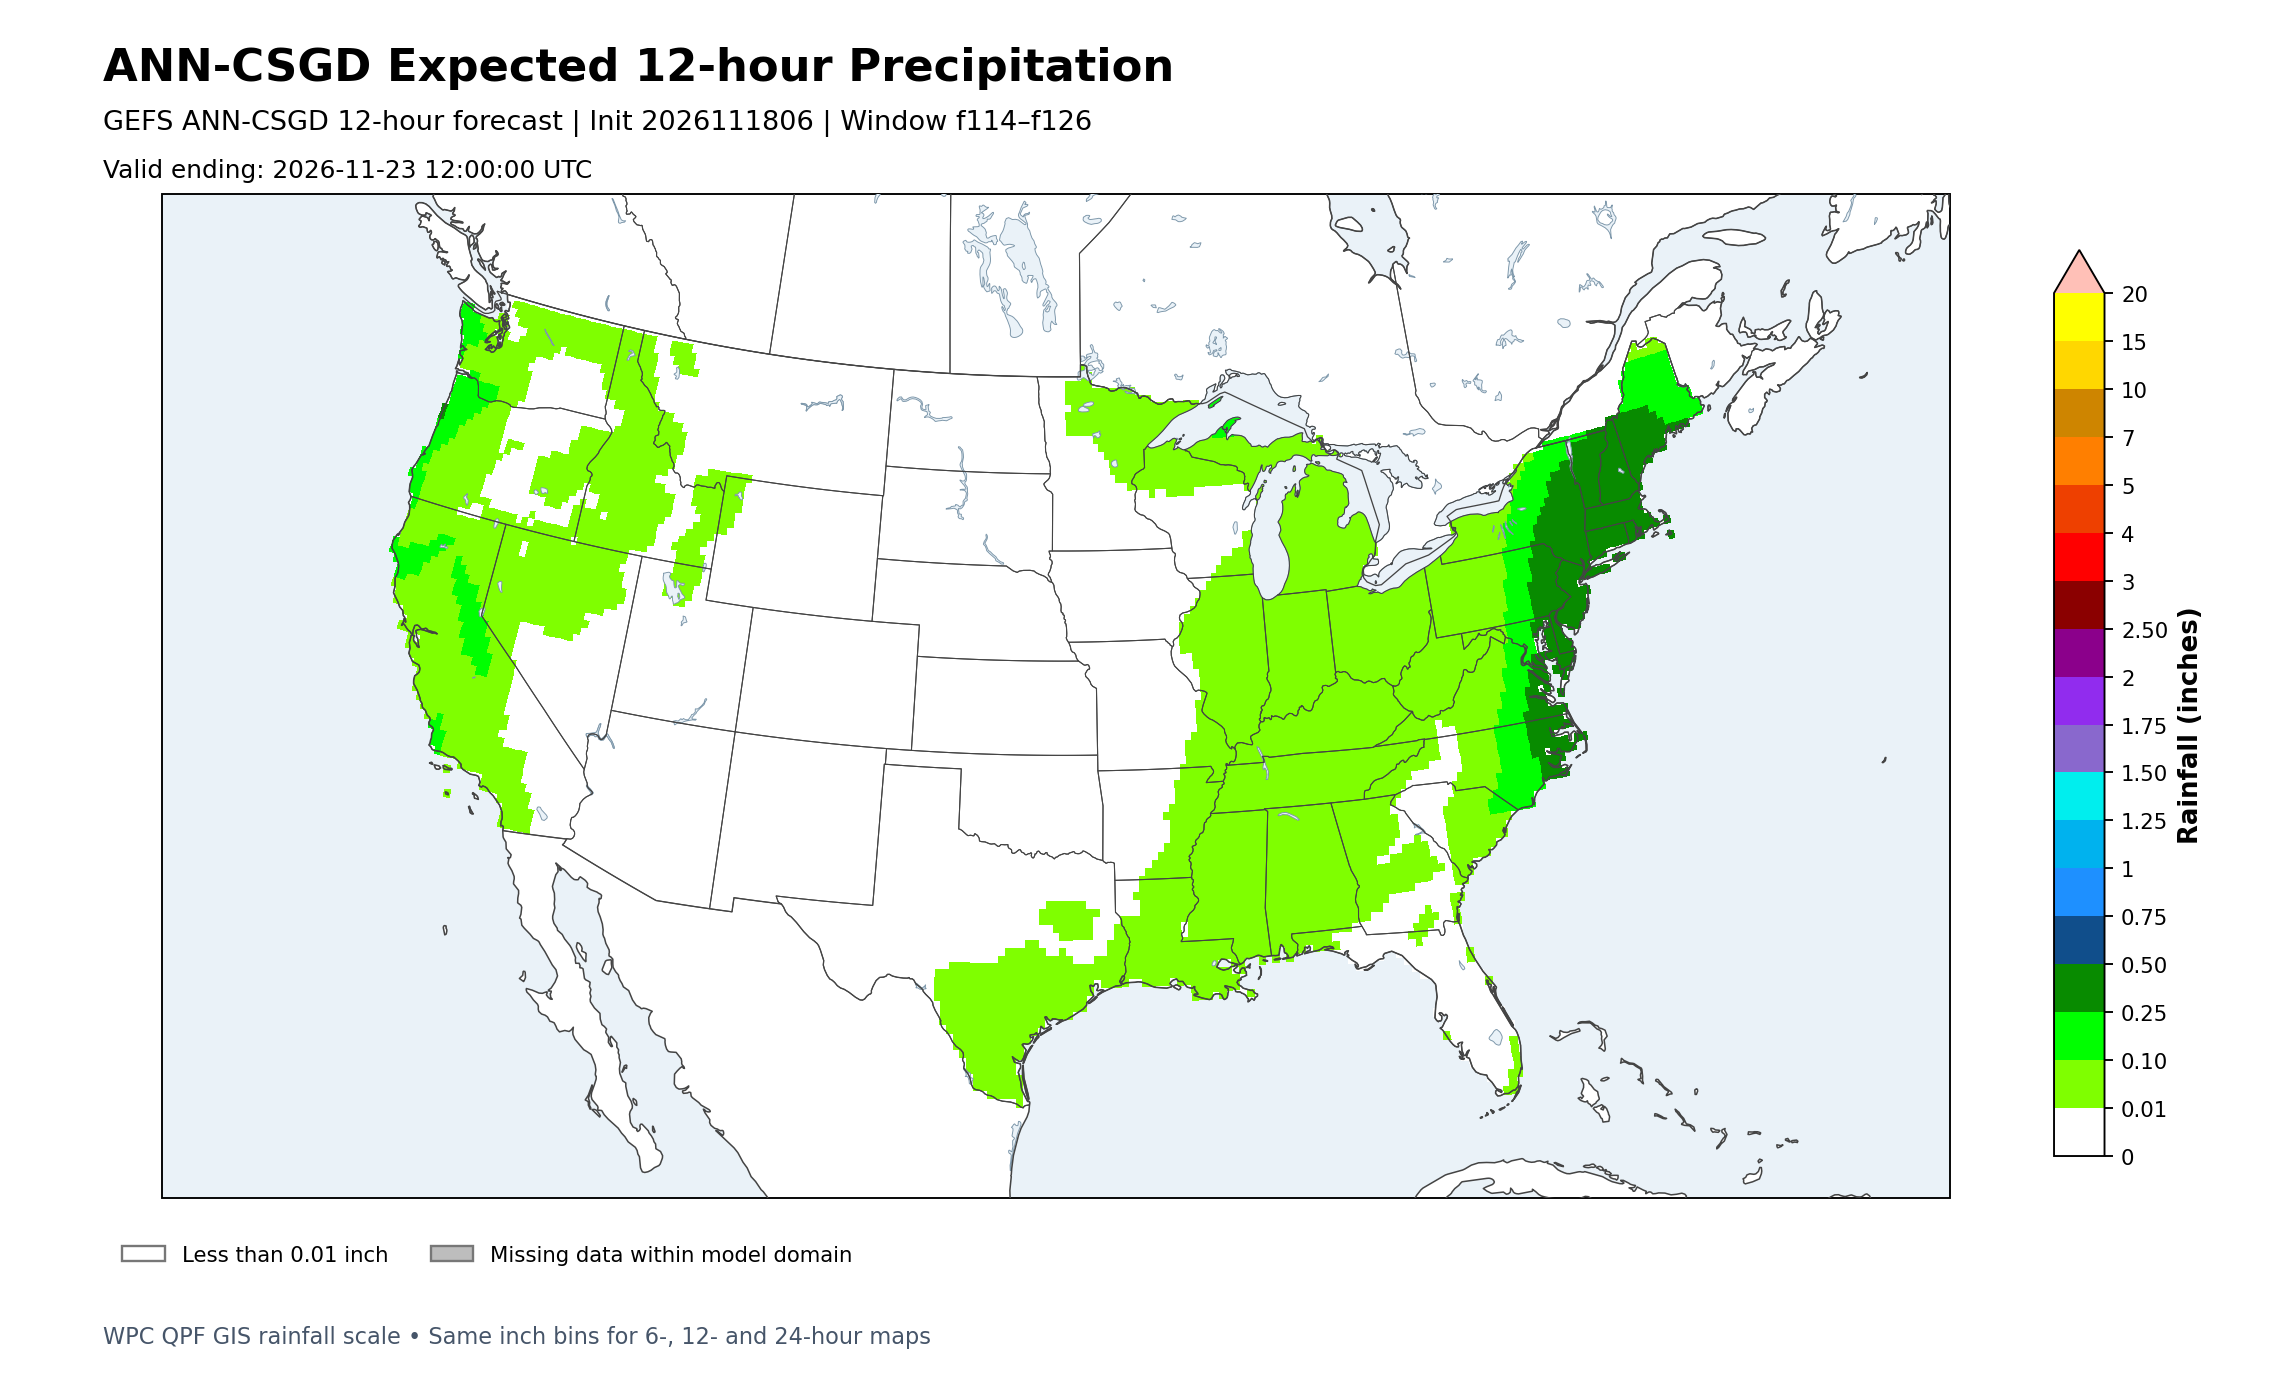 ANN-CSGD Expected 12-hour Precipitation
GEFS ANN-CSGD 12-hour forecast | Init 2026111806 | Window f114–f126
Valid ending: 2026-11-23 12:00:00 UTC
20
15
10
7
5
4
3
2.50
2
1.75
1.50
1.25
1
0.75
0.50
0.25
0.10
0.01
0
Rainfall (inches)
Less than 0.01 inch
Missing data within model domain
WPC QPF GIS rainfall scale • Same inch bins for 6-, 12- and 24-hour maps